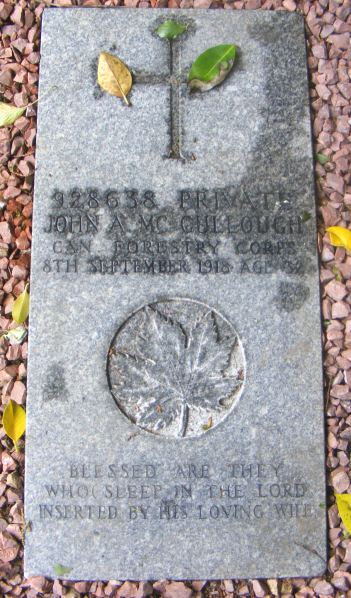 928638 PRIVATE
JOHN A. MC CULLOUGH
CAN. FORESTRY CORPS
8TH SEPTEMBER 1918 AGE 32
BLESSED ARE THEY
WHO SLEEP IN THE LORD
INSERTED BY HIS LOVING WIFE